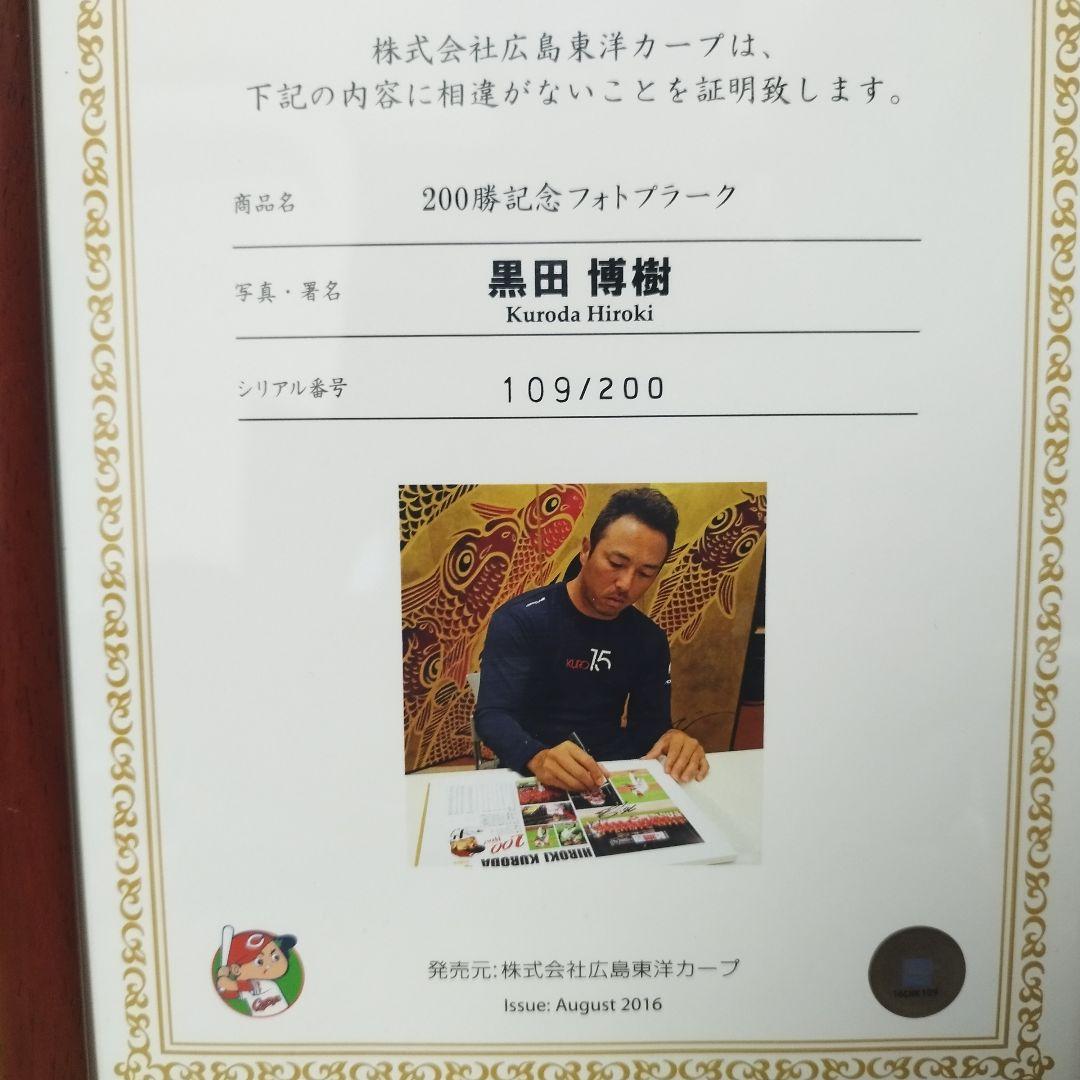 株式会社広島東洋カープは、
下記の内容に相違がないことを証明致します。
商品名 200勝記念フォトプラーク
写真・署名 黒田 博樹
Kuroda Hiroki
シリアル番号 109/200
KURO 15
200
HIROKI KURODA
C
Carp
発売元:株式会社広島東洋カープ
Issue: August 2016